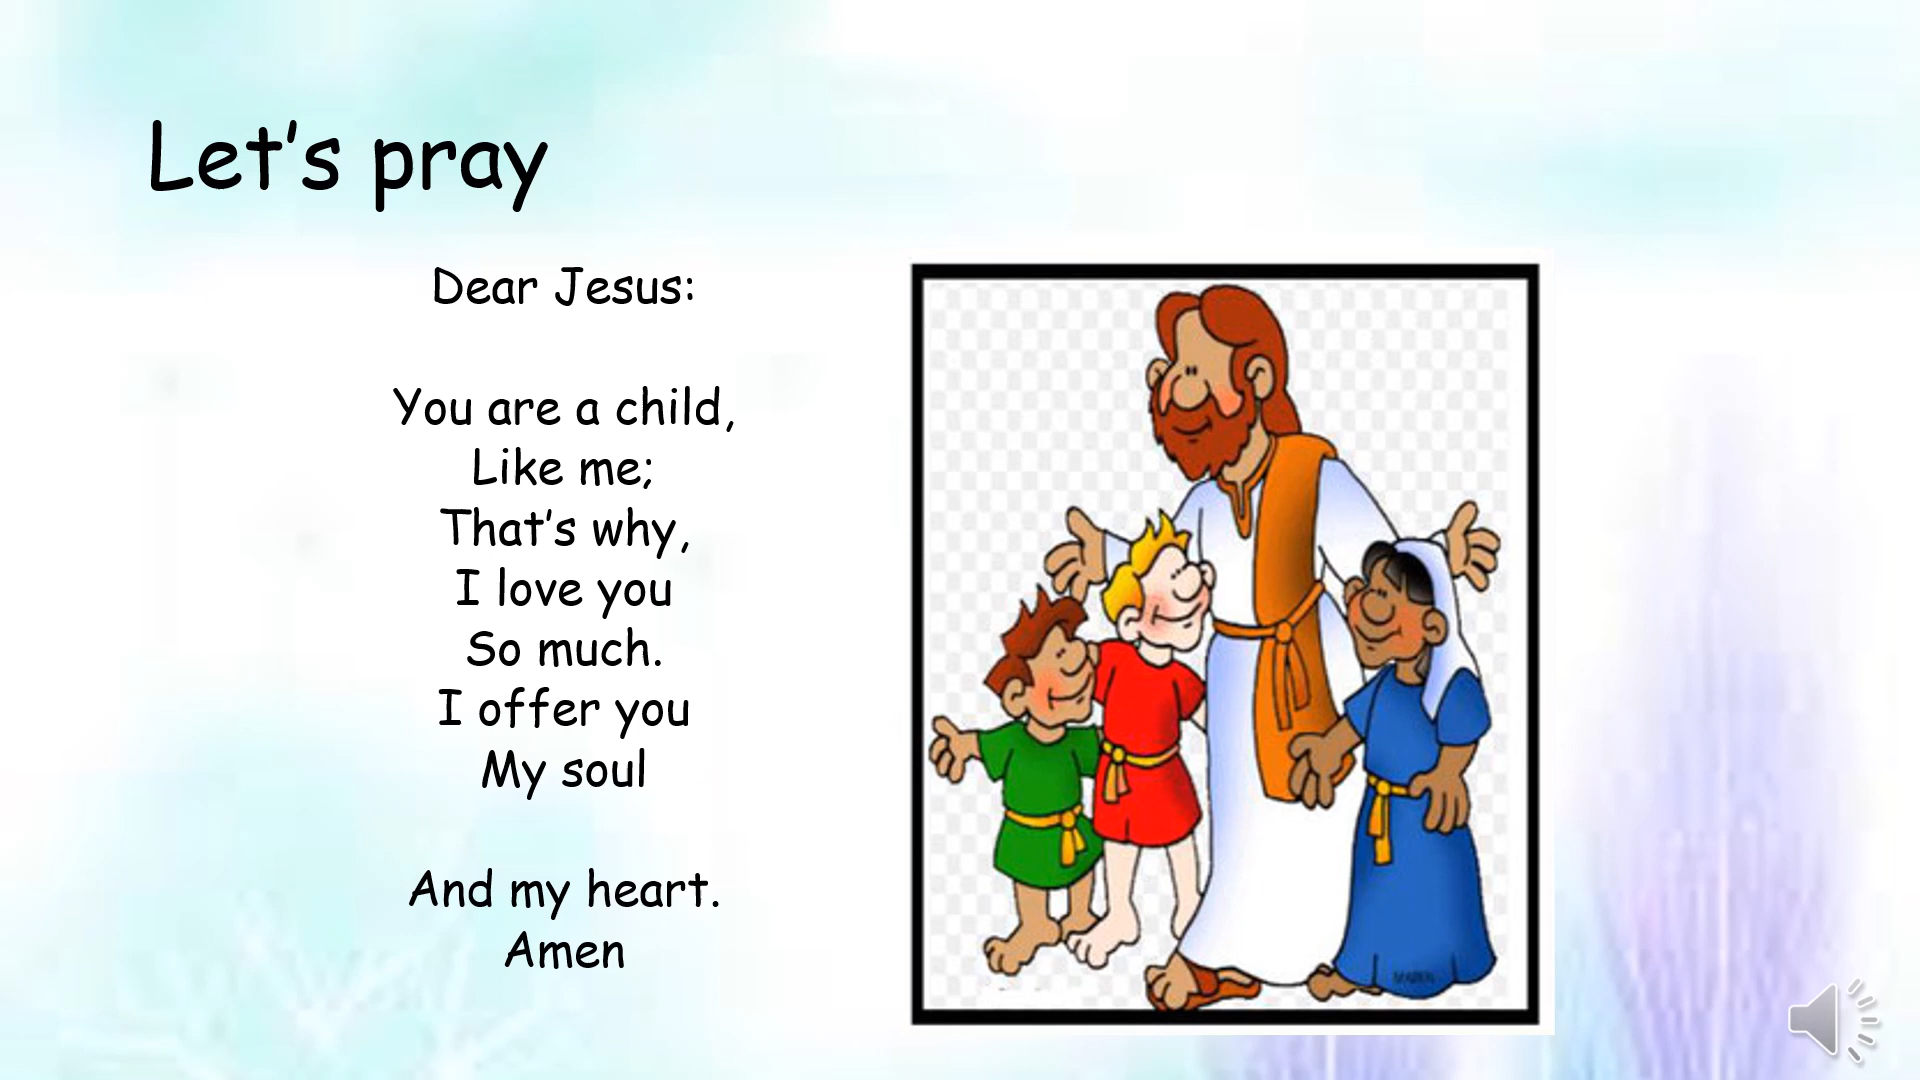 Let’s pray
Dear Jesus:
You are a child,
Like me;
That’s why,
I love you
So much.
I offer you
My soul
And my heart.
Amen